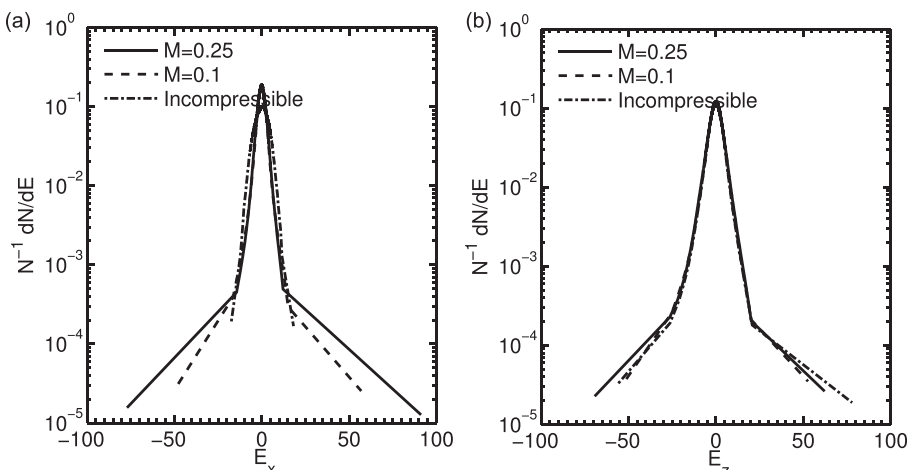 (a)
10^0
10^-1
10^-2
10^-3
10^-4
10^-5
N^-1 dN/dE
M=0.25
M=0.1
Incompressible
-100 -50 0 50 100
E_x
(b)
10^0
10^-1
10^-2
10^-3
10^-4
10^-5
N^-1 dN/dE
M=0.25
M=0.1
Incompressible
-100 -50 0 50 100
E_z